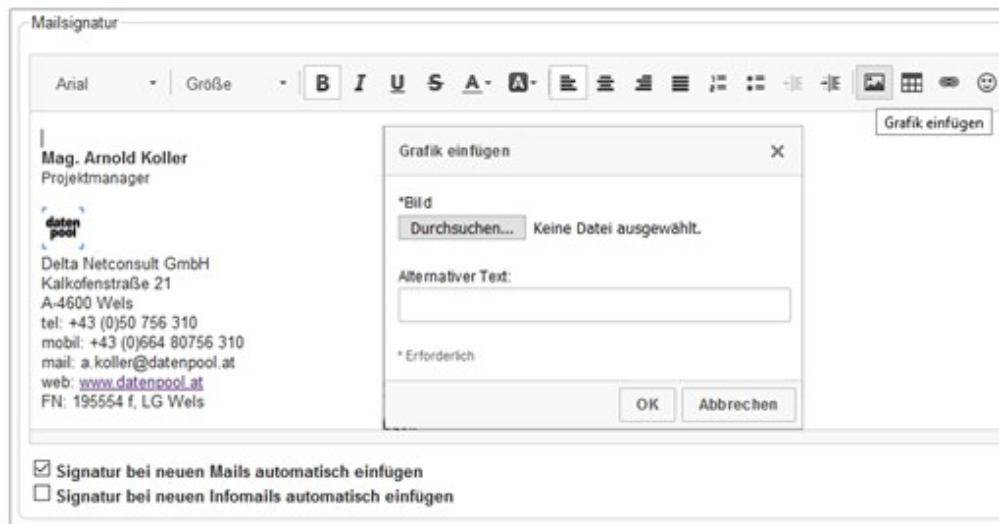 Mailsignatur
Arial
Größe
B I U S A A
Grafik einfügen
Mag. Arnold Koller
Projektmanager
daten
pool
Delta Netconsult GmbH
Kalkofenstraße 21
A-4600 Wels
tel: +43 (0)50 756 310
mobil: +43 (0)664 80756 310
mail: a.koller@datenpool.at
web: www.datenpool.at
FN: 195554 f, LG Wels
Grafik einfügen
*Bild
Durchsuchen... Keine Datei ausgewählt.
Alternativer Text:
* Erforderlich
OK Abbrechen
Signatur bei neuen Mails automatisch einfügen
Signatur bei neuen Infomails automatisch einfügen